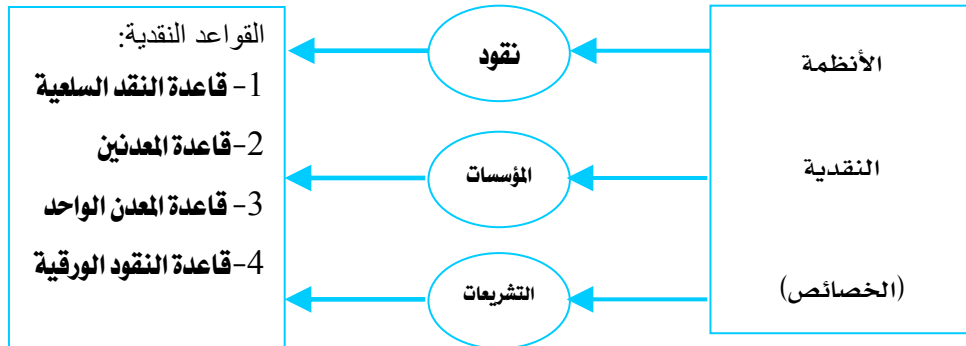 الأنظمة
النقدية
(الخصائص)
نقود
المؤسسات
التشريعات
القواعد النقدية:
1- قاعدة النقد السلعية
2-قاعدة المعدنين
3- قاعدة المعدن الواحد
4-قاعدة النقود الورقية